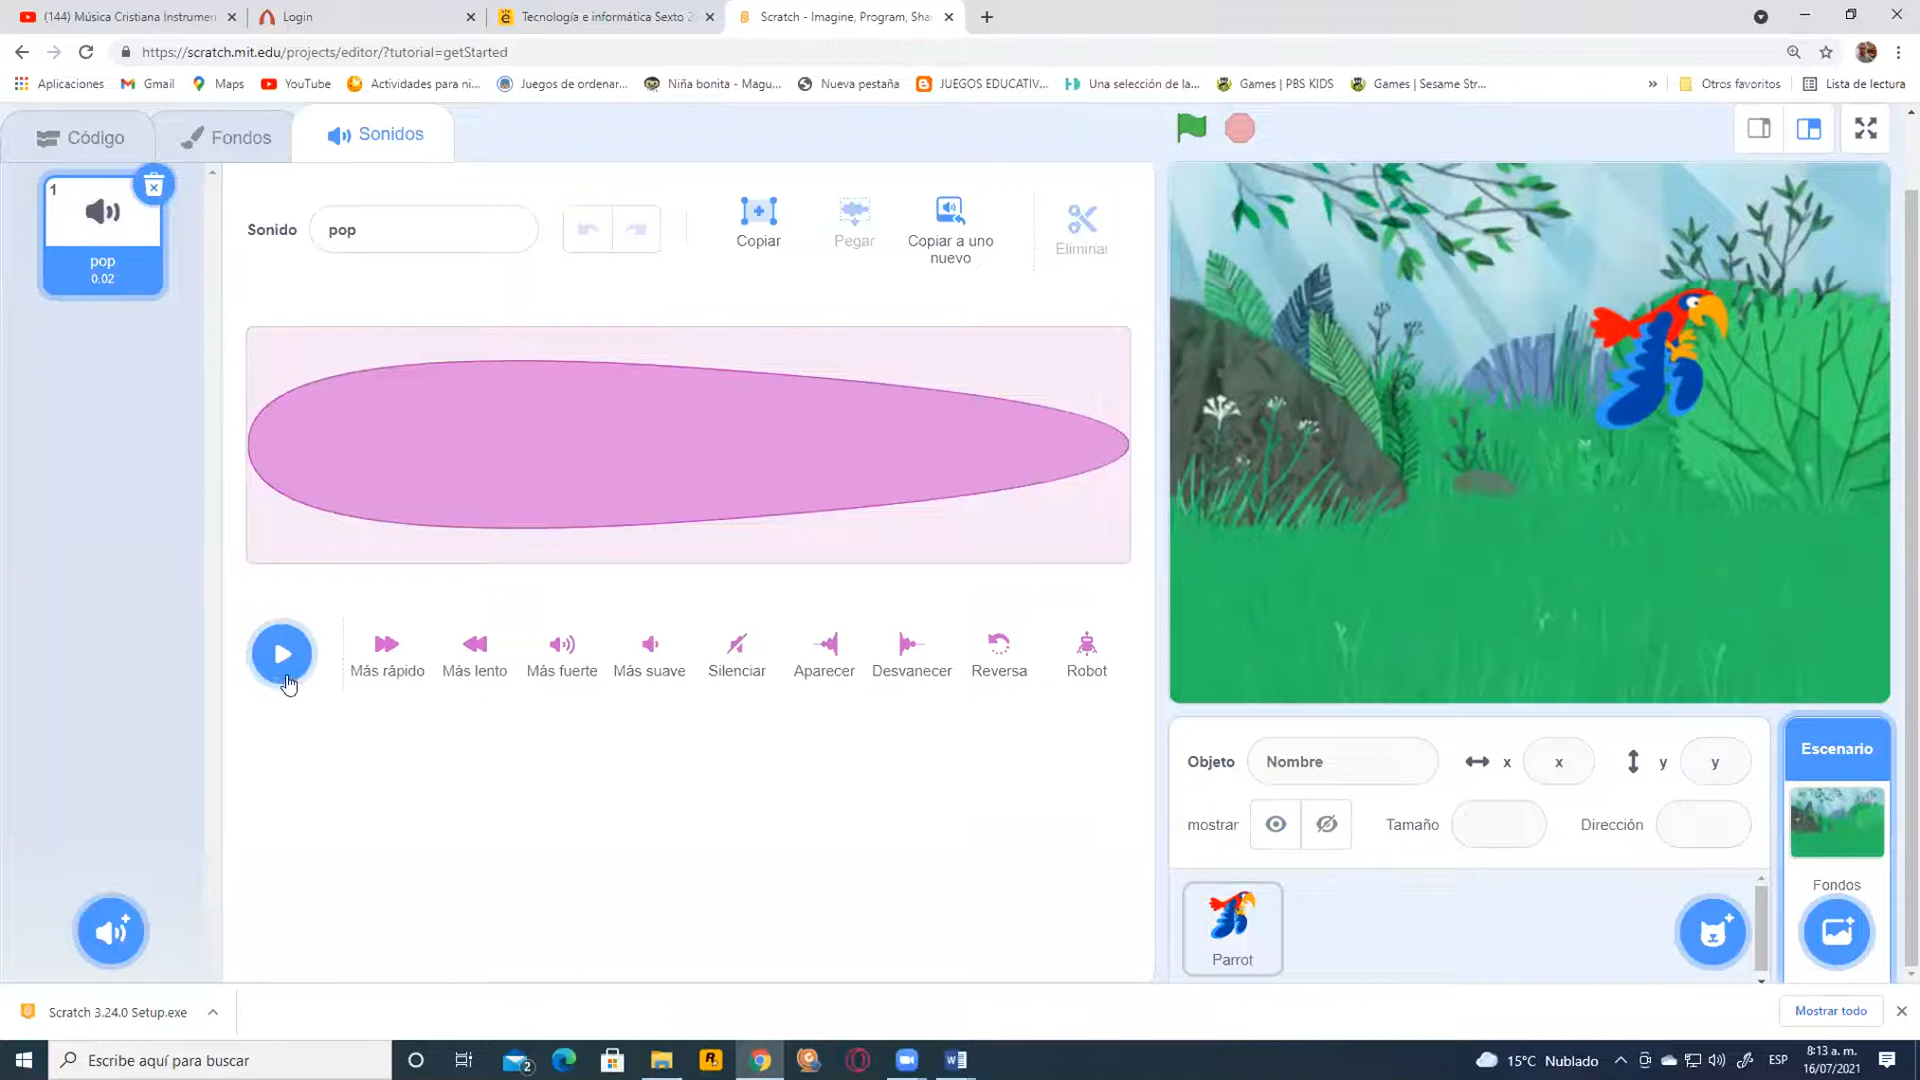 (144) Música Cristiana Instrumen
Login
Tecnología e informática Sexto 2
Scratch - Imagine, Program, Sha
https://scratch.mit.edu/projects/editor/?tutorial=getStarted
Aplicaciones
Gmail
Maps
YouTube
Actividades para ni...
Juegos de ordenar...
Niña bonita - Magu...
Nueva pestaña
JUEGOS EDUCATIV...
Una selección de la...
Games | PBS KIDS
Games | Sesame Str...
»
Otros favoritos
Lista de lectura
Código
Fondos
Sonidos
1
pop
0.02
Sonido
pop
Copiar
Pegar
Copiar a uno
nuevo
Eliminar
Más rápido
Más lento
Más fuerte
Más suave
Silenciar
Aparecer
Desvanecer
Reversa
Robot
Objeto
Nombre
x
x
y
y
mostrar
Tamaño
Dirección
Parrot
Escenario
Fondos
Scratch 3.24.0 Setup.exe
Mostrar todo
Escribe aquí para buscar
2
R
W
15°C Nublado
ESP
8:13 a. m.
16/07/2021